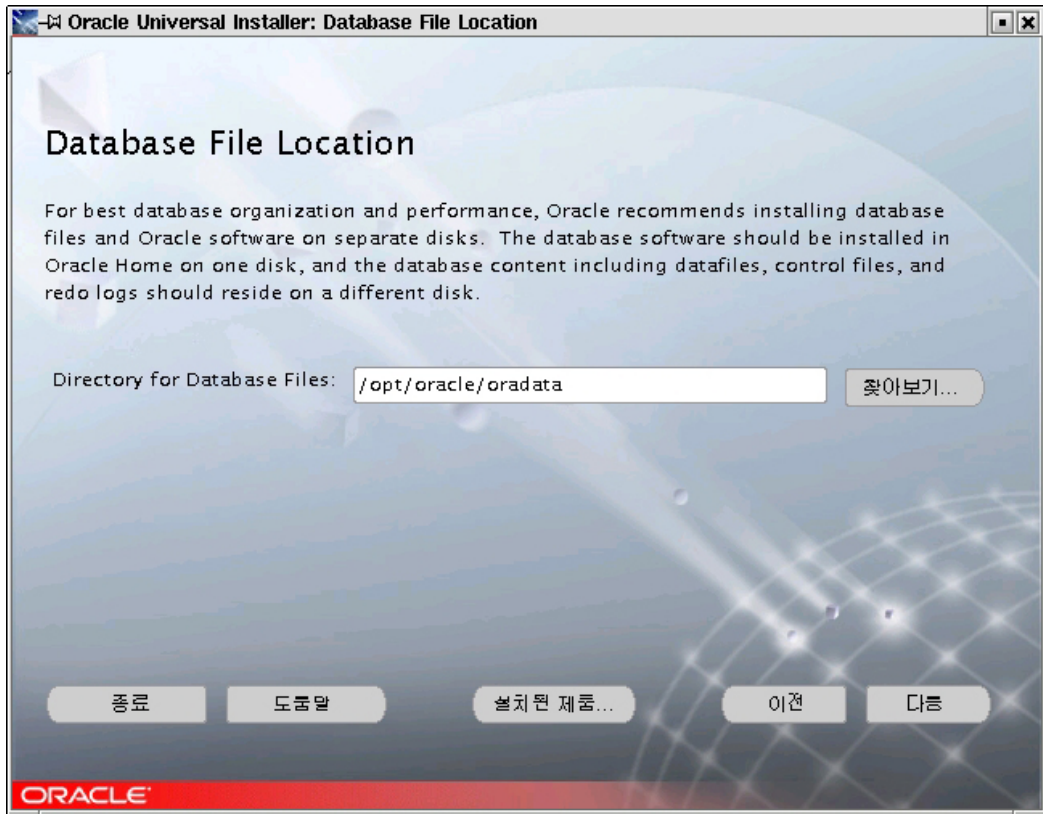 Oracle Universal Installer: Database File Location
Database File Location
For best database organization and performance, Oracle recommends installing database
files and Oracle software on separate disks. The database software should be installed in
Oracle Home on one disk, and the database content including datafiles, control files, and
redo logs should reside on a different disk.
Directory for Database Files: /opt/oracle/oradata 찾아보기...
종료 도움말 설치된 제품... 이전 다음
ORACLE